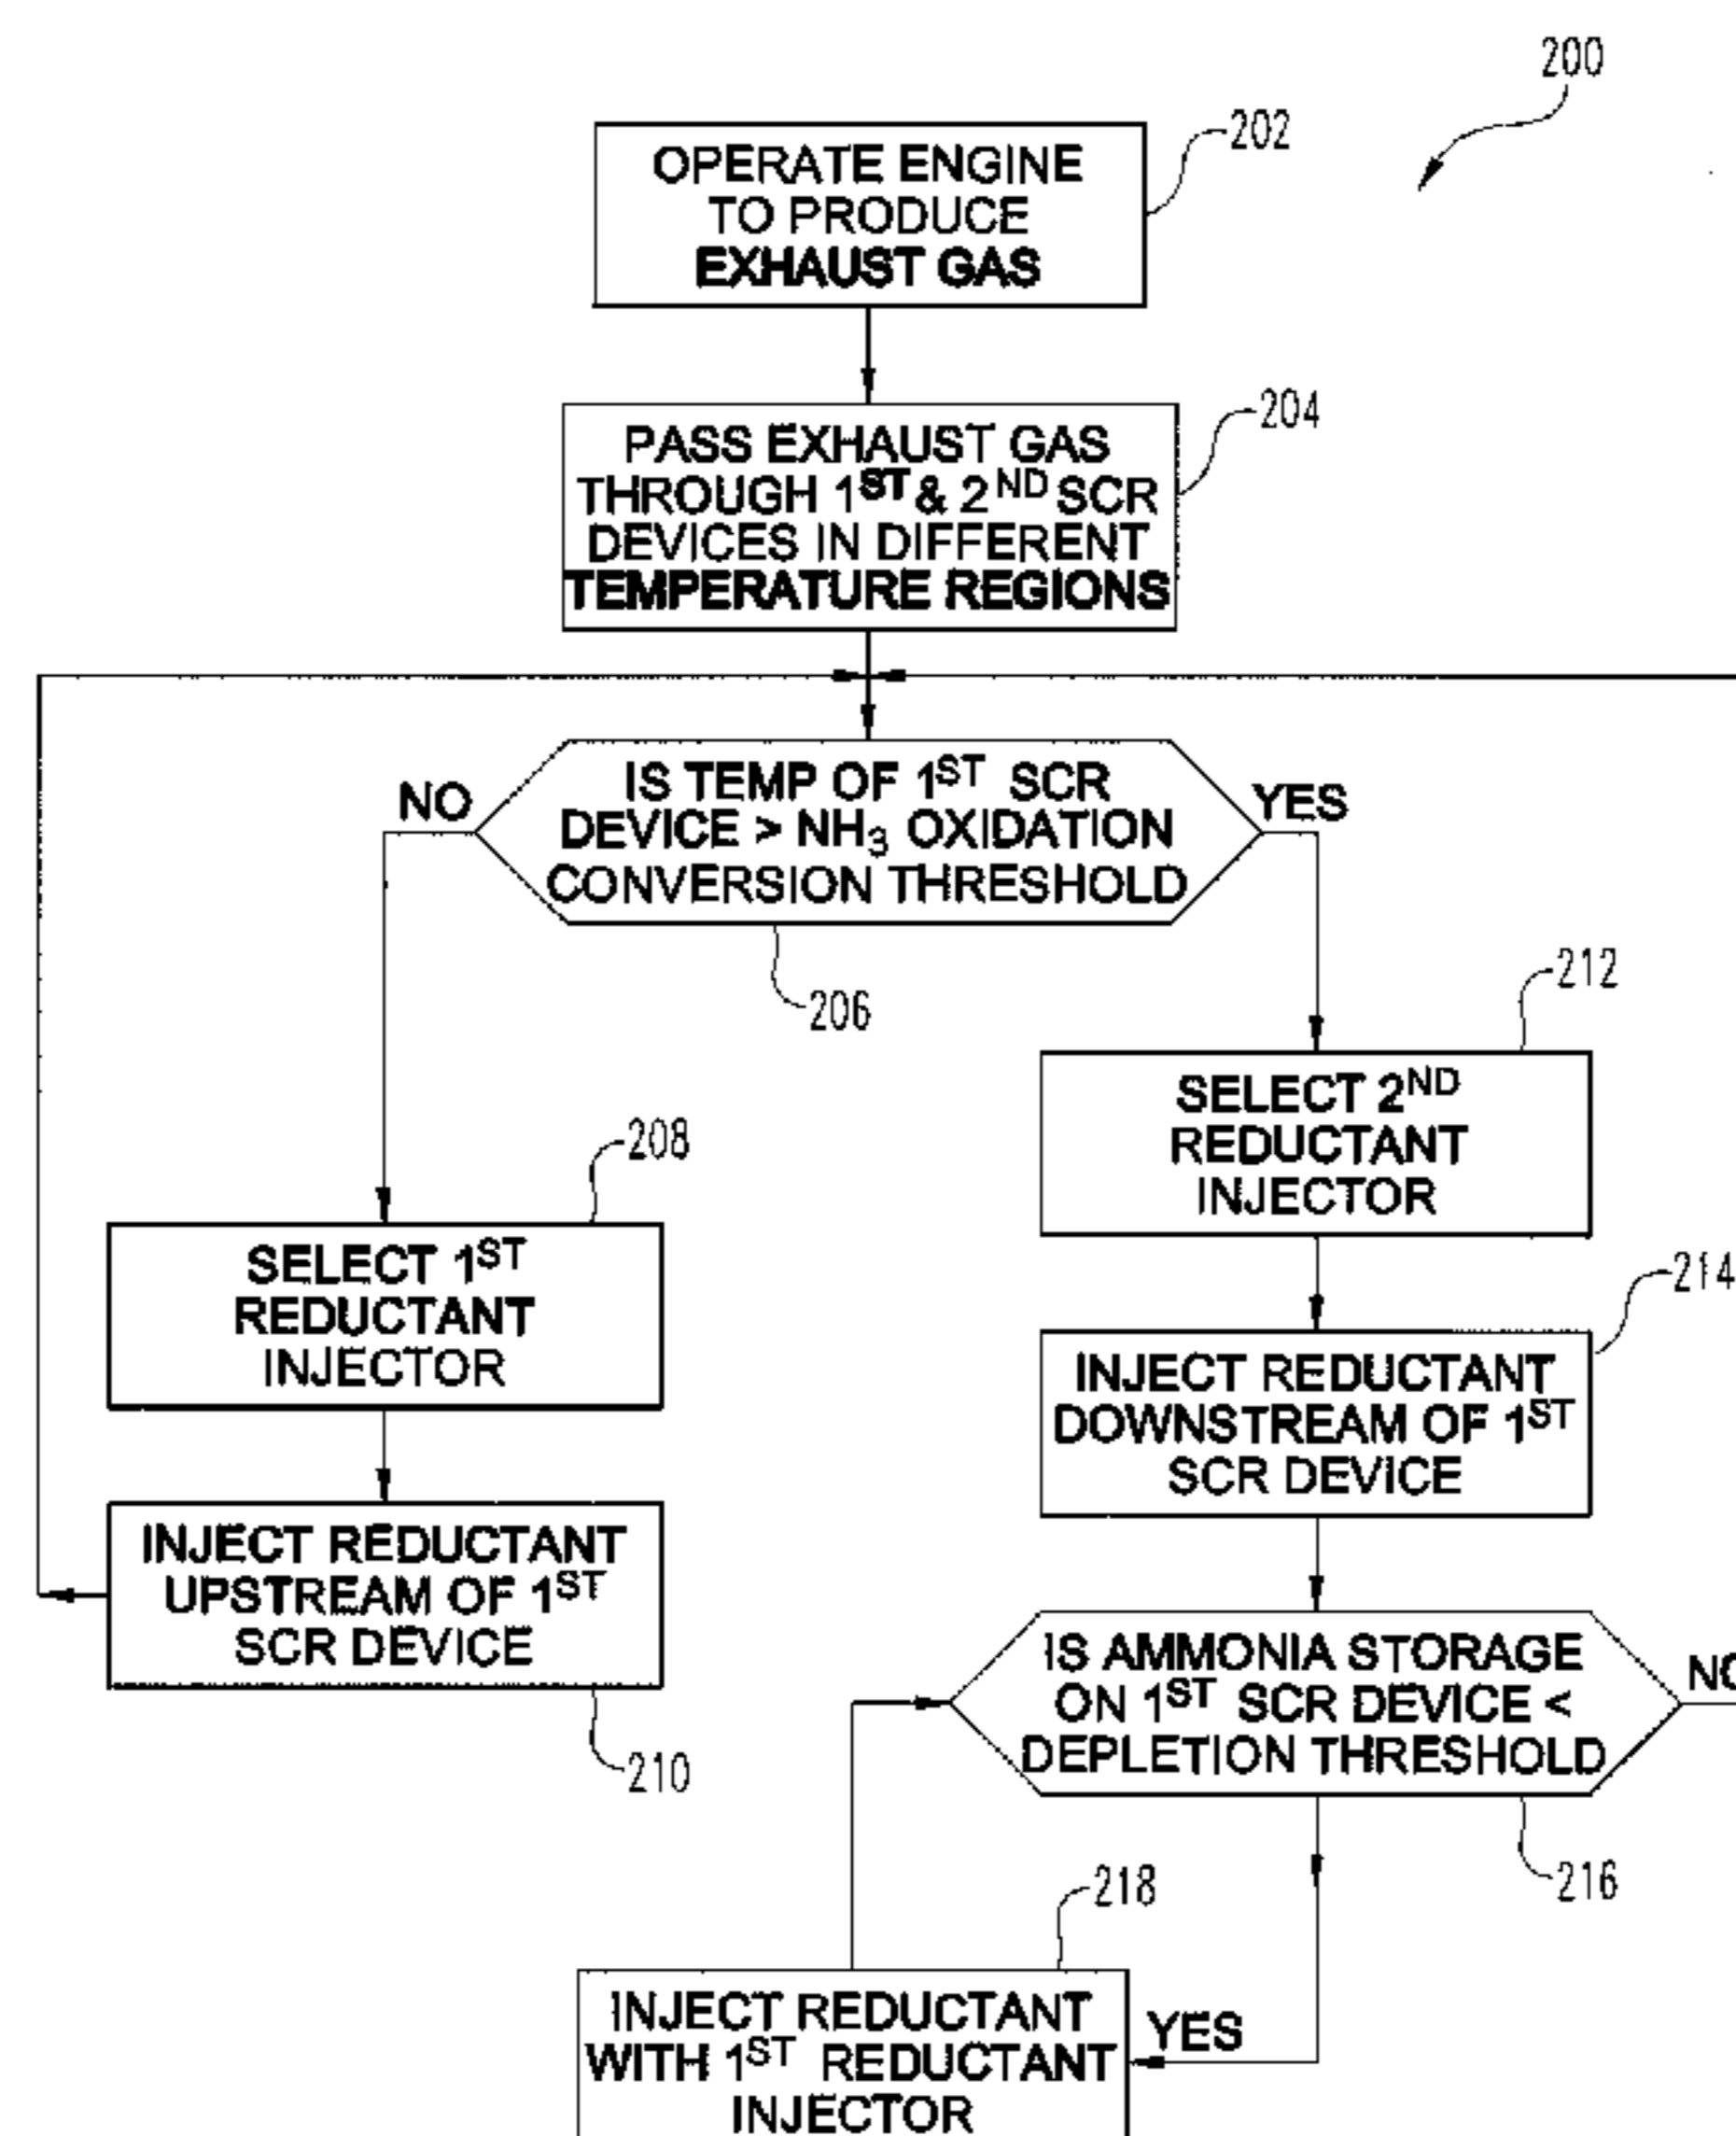 200
202
OPERATE ENGINE
TO PRODUCE
EXHAUST GAS
204
PASS EXHAUST GAS
THROUGH 1ST & 2ND SCR
DEVICES IN DIFFERENT
TEMPERATURE REGIONS
NO
IS TEMP OF 1ST SCR
DEVICE > NH3 OXIDATION
CONVERSION THRESHOLD
YES
206
212
SELECT 2ND
REDUCTANT
INJECTOR
208
SELECT 1ST
REDUCTANT
INJECTOR
214
INJECT REDUCTANT
DOWNSTREAM OF 1ST
SCR DEVICE
INJECT REDUCTANT
UPSTREAM OF 1ST
SCR DEVICE
210
IS AMMONIA STORAGE
ON 1ST SCR DEVICE <
DEPLETION THRESHOLD
NO
216
218
INJECT REDUCTANT
WITH 1ST REDUCTANT
INJECTOR
YES